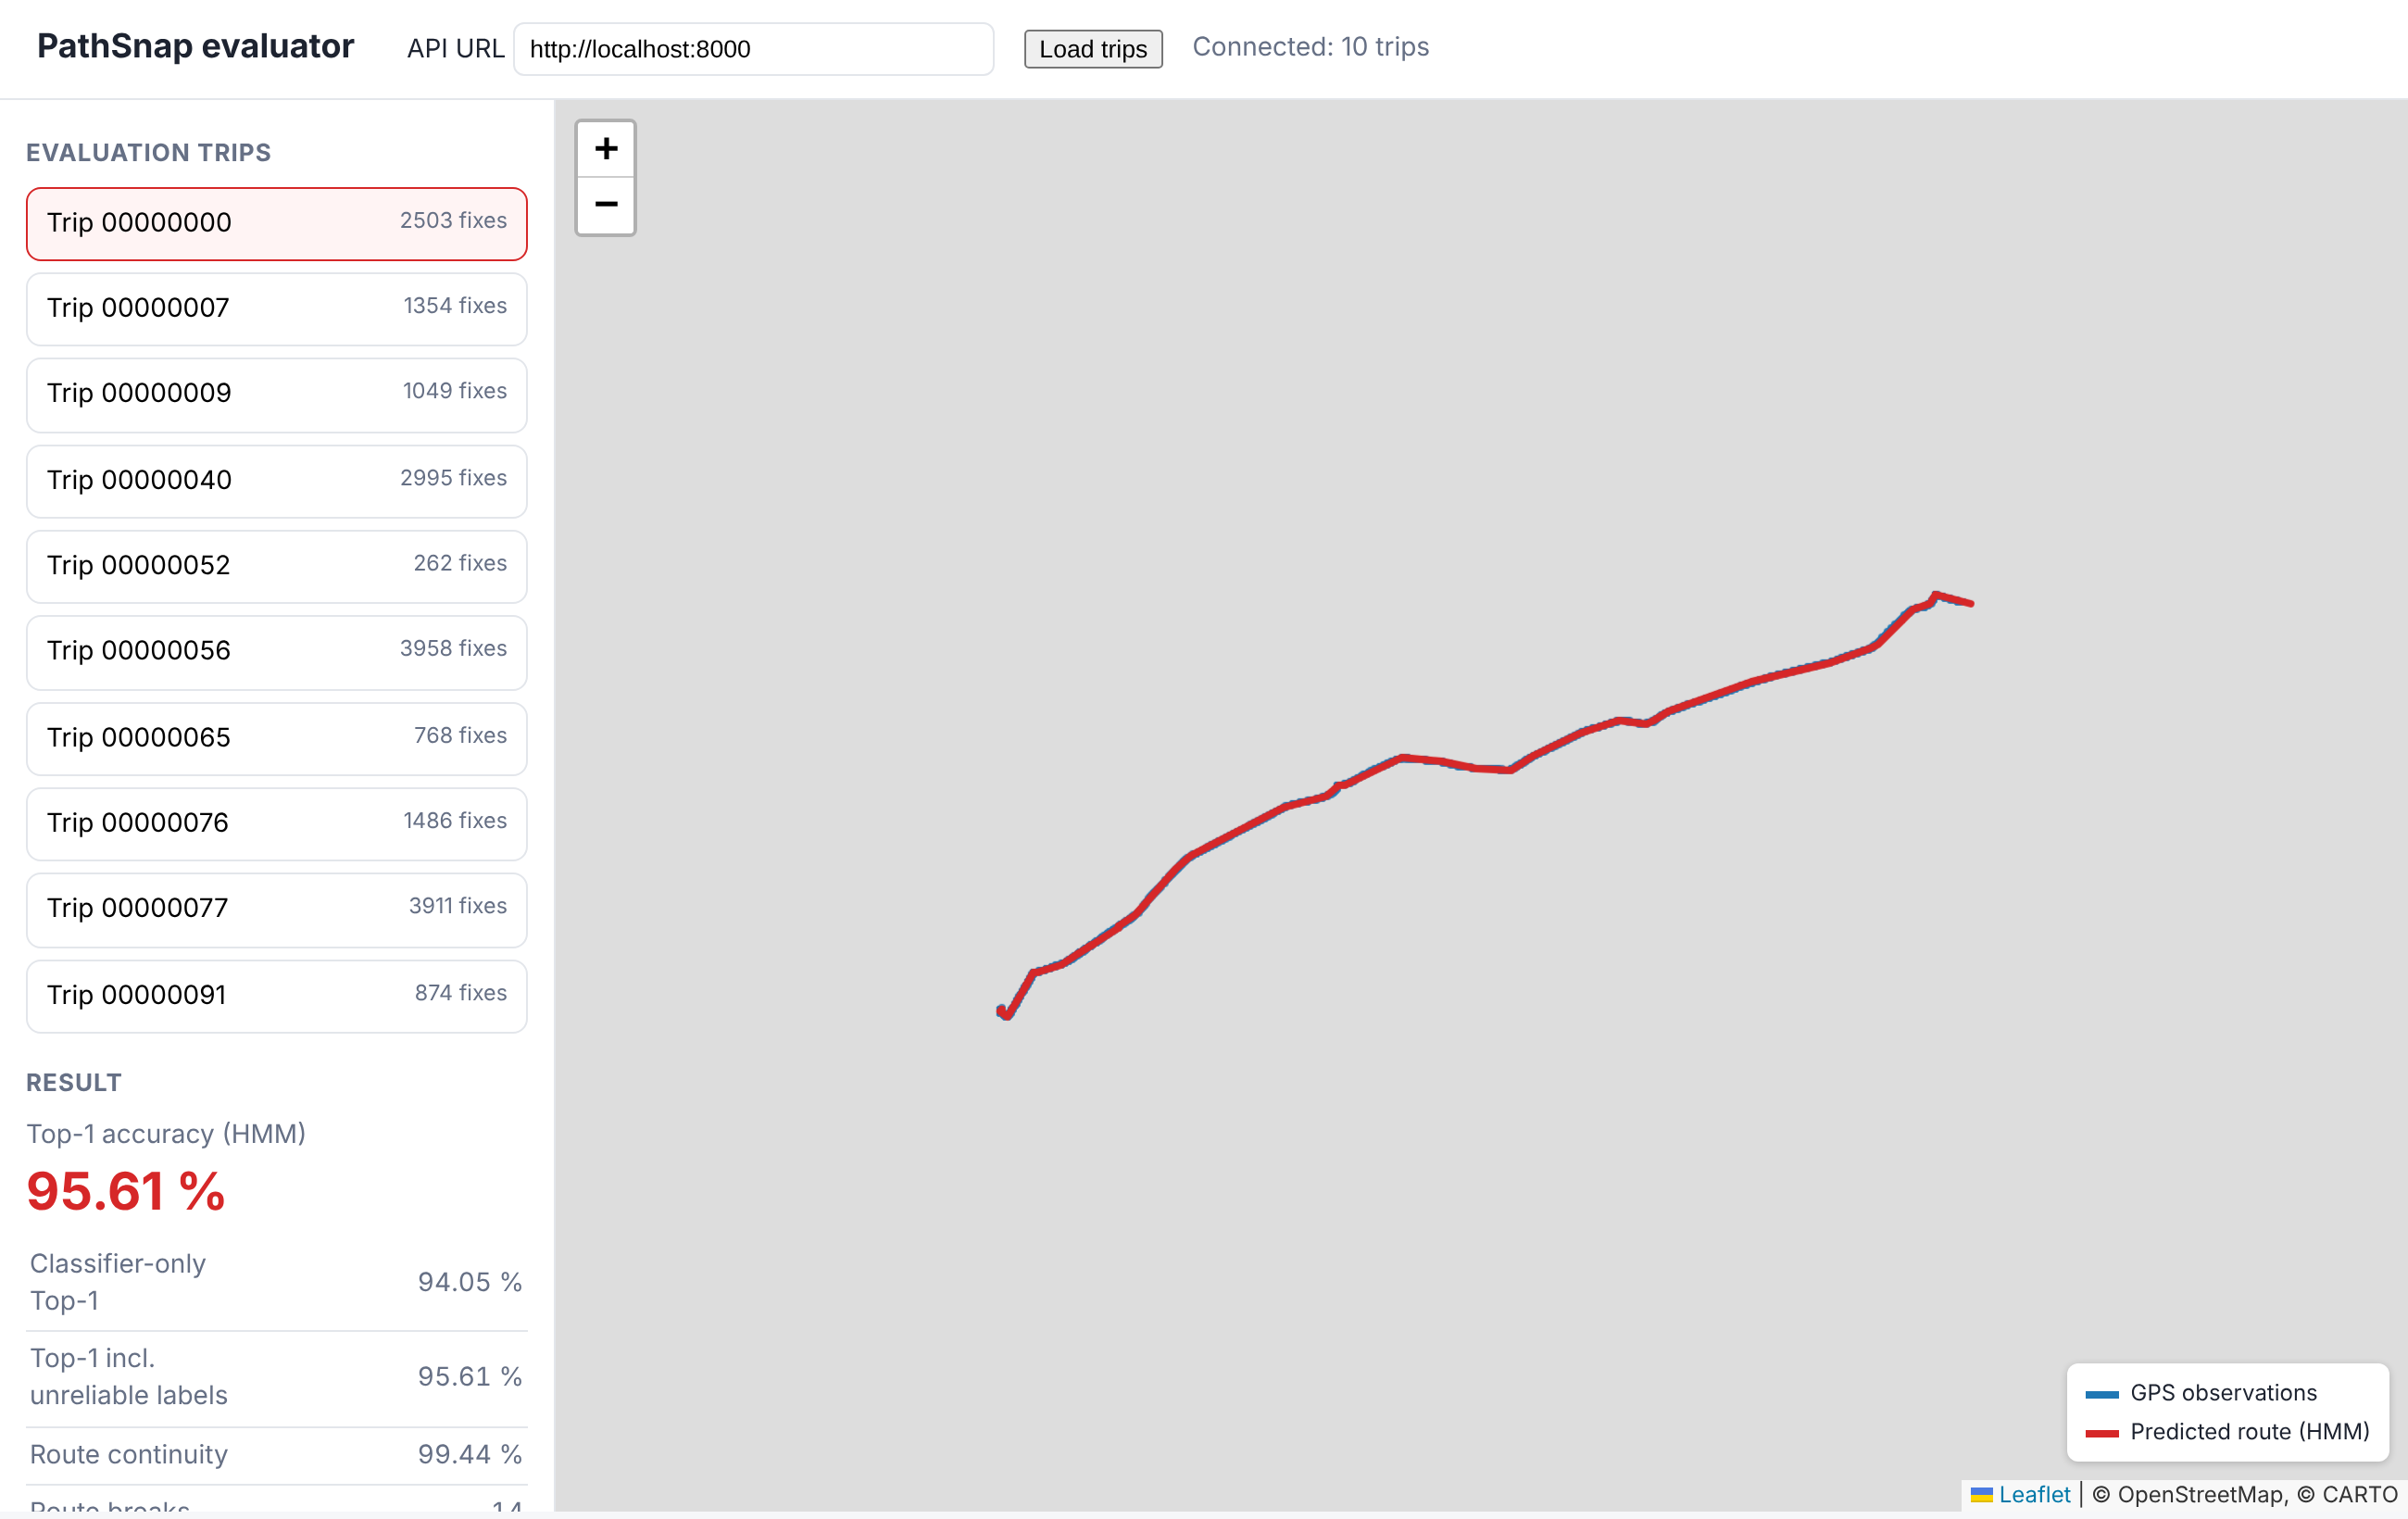 PathSnap evaluator
API URL
http://localhost:8000
Load trips
Connected: 10 trips
EVALUATION TRIPS
Trip 00000000 2503 fixes
Trip 00000007 1354 fixes
Trip 00000009 1049 fixes
Trip 00000040 2995 fixes
Trip 00000052 262 fixes
Trip 00000056 3958 fixes
Trip 00000065 768 fixes
Trip 00000076 1486 fixes
Trip 00000077 3911 fixes
Trip 00000091 874 fixes
RESULT
Top-1 accuracy (HMM)
95.61 %
Classifier-only
Top-1
94.05 %
Top-1 incl.
unreliable labels
95.61 %
Route continuity 99.44 %
Route breaks 14
+
−
GPS observations
Predicted route (HMM)
Leaflet | © OpenStreetMap, © CARTO